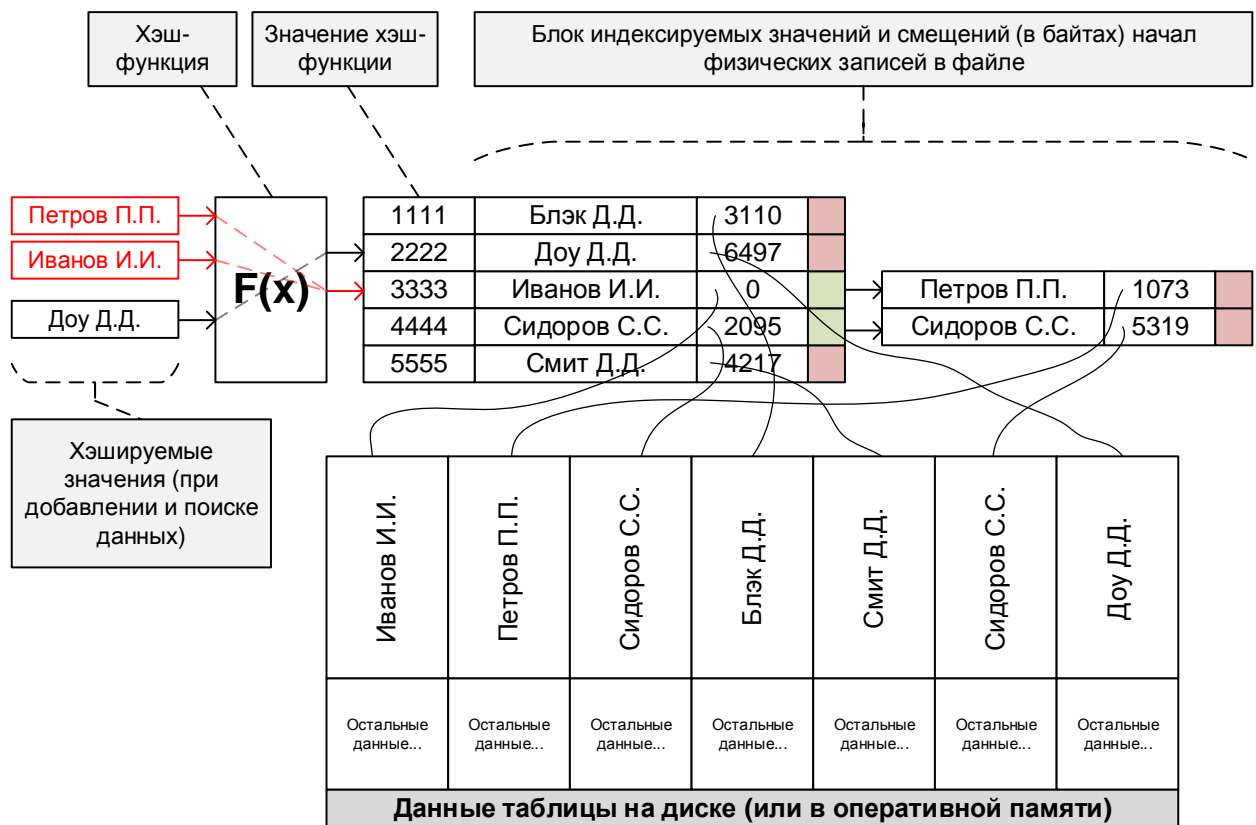 Хэш-
функция
Значение хэш-
функции
Блок индексируемых значений и смещений (в байтах) начал
физических записей в файле
Петров П.П.
Иванов И.И.
Доу Д.Д.
F(x)
1111 Блэк Д.Д. 3110
2222 Доу Д.Д. 6497
3333 Иванов И.И. 0
4444 Сидоров С.С. 2095
5555 Смит Д.Д. 4217
Петров П.П. 1073
Сидоров С.С. 5319
Хэшируемые
значения (при
добавлении и поиске
данных)
Иванов И.И.
Петров П.П.
Сидоров С.С.
Блэк Д.Д.
Смит Д.Д.
Сидоров С.С.
Доу Д.Д.
Остальные
данные...
Остальные
данные...
Остальные
данные...
Остальные
данные...
Остальные
данные...
Остальные
данные...
Остальные
данные...
Данные таблицы на диске (или в оперативной памяти)